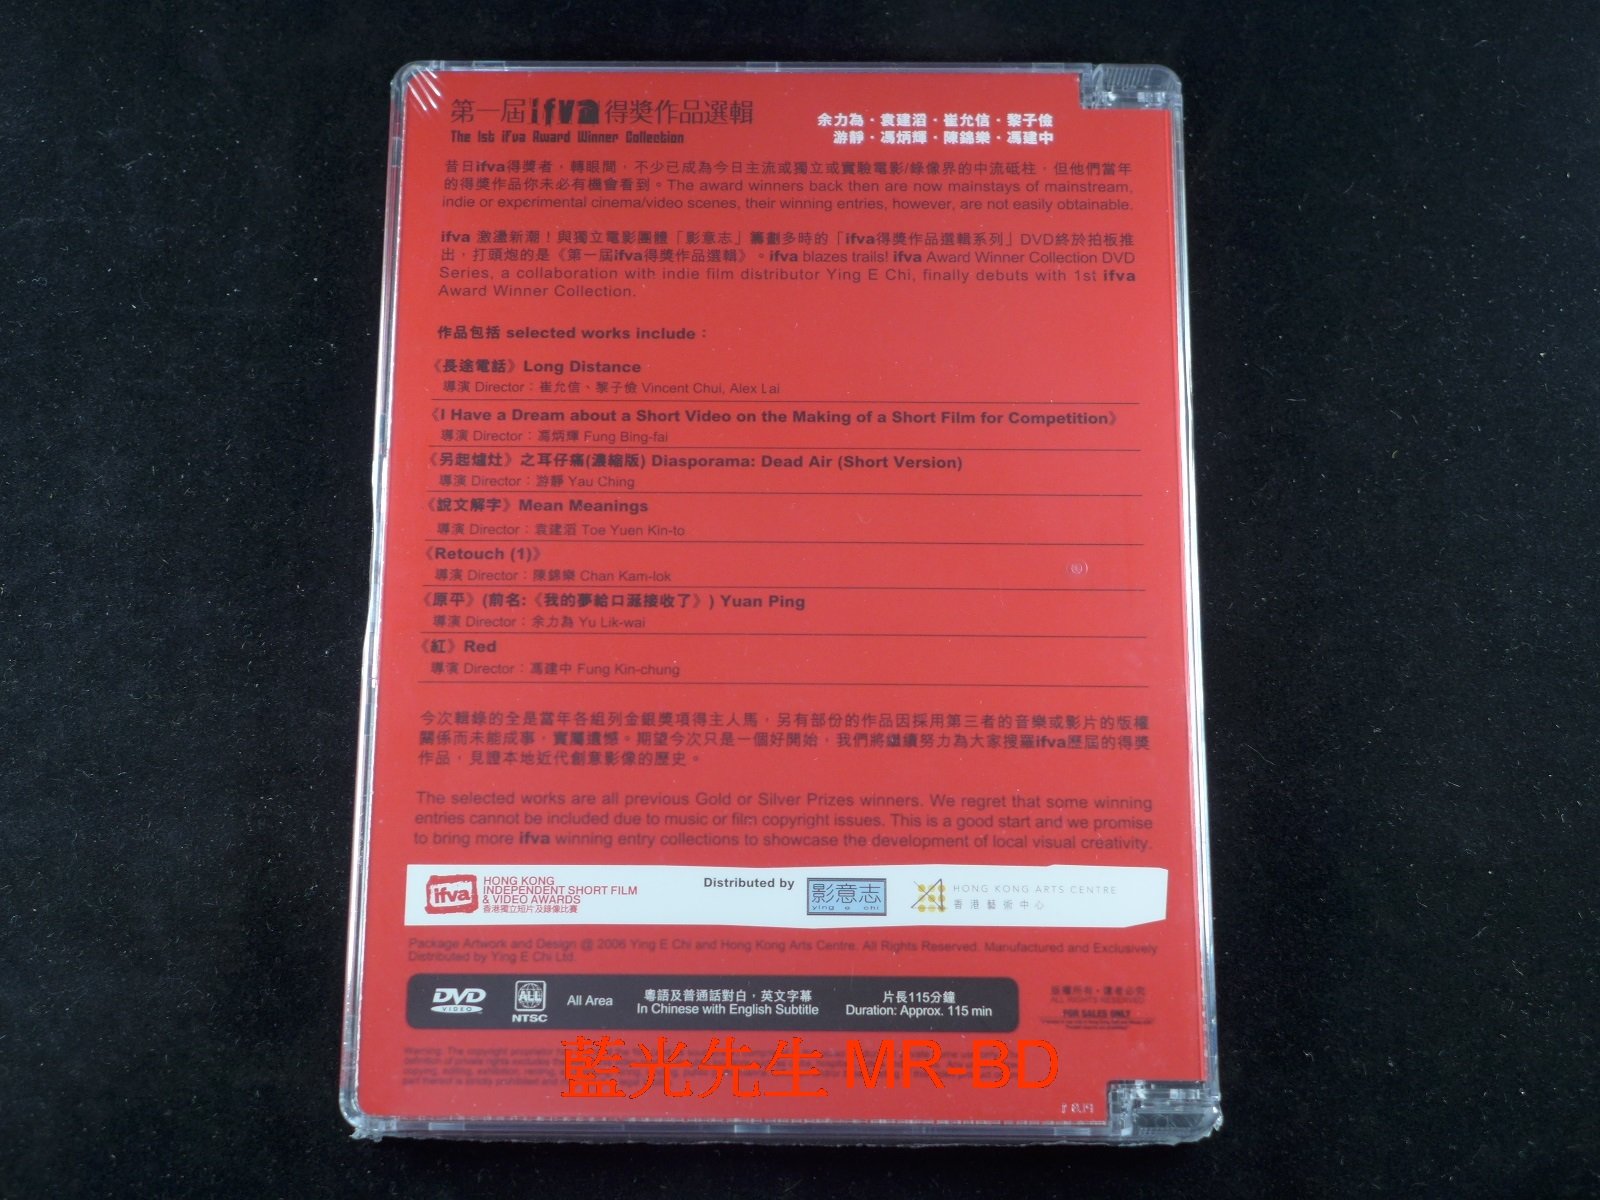 第一屆ifva得獎作品選輯
The 1st ifva Award Winner Collection
余力為·袁建滔·崔允信·黎子儉
游靜·馮炳輝·陳錦樂·馮建中
昔日ifva得獎者，轉眼間，不少已成為今日主流或獨立或實驗電影/錄像界的中流砥柱，但他們當年
的得獎作品你未必有機會看到。The award winners back then are now mainstays of mainstream,
indie or experimental cinema/video scenes, their winning entries, however, are not easily obtainable.
ifva 激盪新潮！與獨立電影團體「影意志」籌劃多時的「ifva得獎作品選輯系列」DVD終於拍板推
出，打頭炮的是《第一屆ifva得獎作品選輯》。ifva blazes trails! ifva Award Winner Collection DVD
Series, a collaboration with indie film distributor Ying E Chi, finally debuts with 1st ifva
Award Winner Collection.
作品包括 selected works include：
《長途電話》Long Distance
導演 Director：崔允信、黎子儉 Vincent Chui, Alex Lai
《I Have a Dream about a Short Video on the Making of a Short Film for Competition》
導演 Director：馮炳輝 Fung Bing-fai
《另起爐灶》之耳仔痛(濃縮版) Diasporama: Dead Air (Short Version)
導演 Director：游靜 Yau Ching
《說文解字》Mean Meanings
導演 Director：袁建滔 Toe Yuen Kin-to
《Retouch (1)》
導演 Director：陳錦樂 Chan Kam-lok
《原平》(前名:《我的夢給口涎接收了》) Yuan Ping
導演 Director：余力為 Yu Lik-wai
《紅》Red
導演 Director：馮建中 Fung Kin-chung
今次輯錄的全是當年各組列金銀獎項得主人馬，另有部份的作品因採用第三者的音樂或影片的版權
關係而未能成事，實屬遺憾。期望今次只是一個好開始，我們將繼續努力為大家搜羅ifva歷屆的得獎
作品，見證本地近代創意影像的歷史。
The selected works are all previous Gold or Silver Prizes winners. We regret that some winning
entries cannot be included due to music or film copyright issues. This is a good start and we promise
to bring more ifva winning entry collections to showcase the development of local visual creativity.
ifva
HONG KONG
INDEPENDENT SHORT FILM
& VIDEO AWARDS
香港獨立短片及錄像比賽
Distributed by
影意志
ying e chi
HONG KONG ARTS CENTRE
香港藝術中心
Package Artwork and Design @ 2006 Ying E Chi and Hong Kong Arts Centre. All Rights Reserved. Manufactured and Exclusively
Distributed by Ying E Chi Ltd.
DVD
VIDEO
ALL
NTSC
All Area
粵語及普通話對白，英文字幕
In Chinese with English Subtitle
片長115分鐘
Duration: Approx. 115 min
版權所有·違者必究
ALL RIGHTS RESERVED
FOR SALES ONLY
Warning: The copyright proprietor
definition of private rights excludes
copying, editing, exhibition, renting,
part thereof is strictly prohibited and
藍光先生 MR-BD